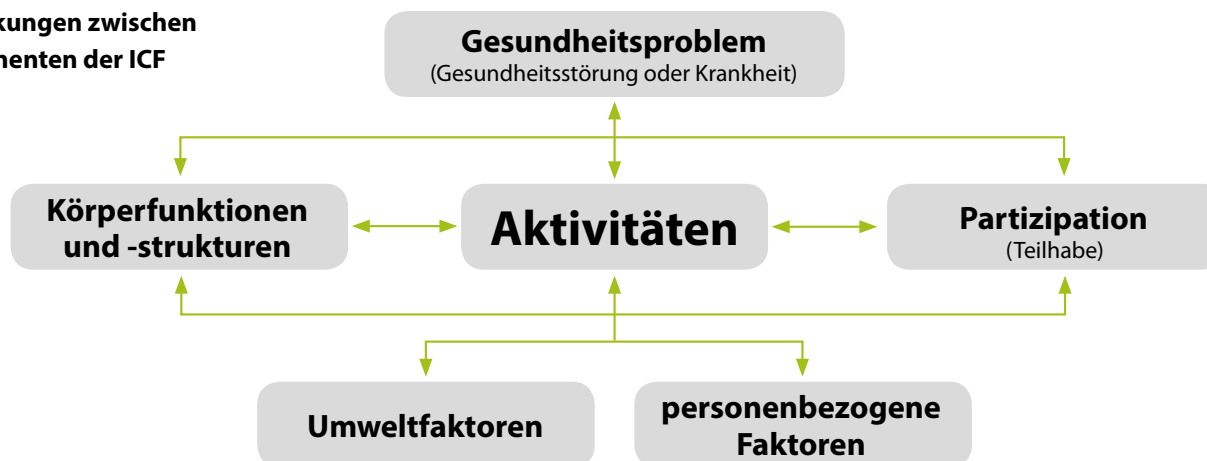 kungen zwischen
nenten der ICF
Gesundheitsproblem
(Gesundheitsstörung oder Krankheit)
Körperfunktionen
und -strukturen
Aktivitäten
Partizipation
(Teilhabe)
Umweltfaktoren
personenbezogene
Faktoren